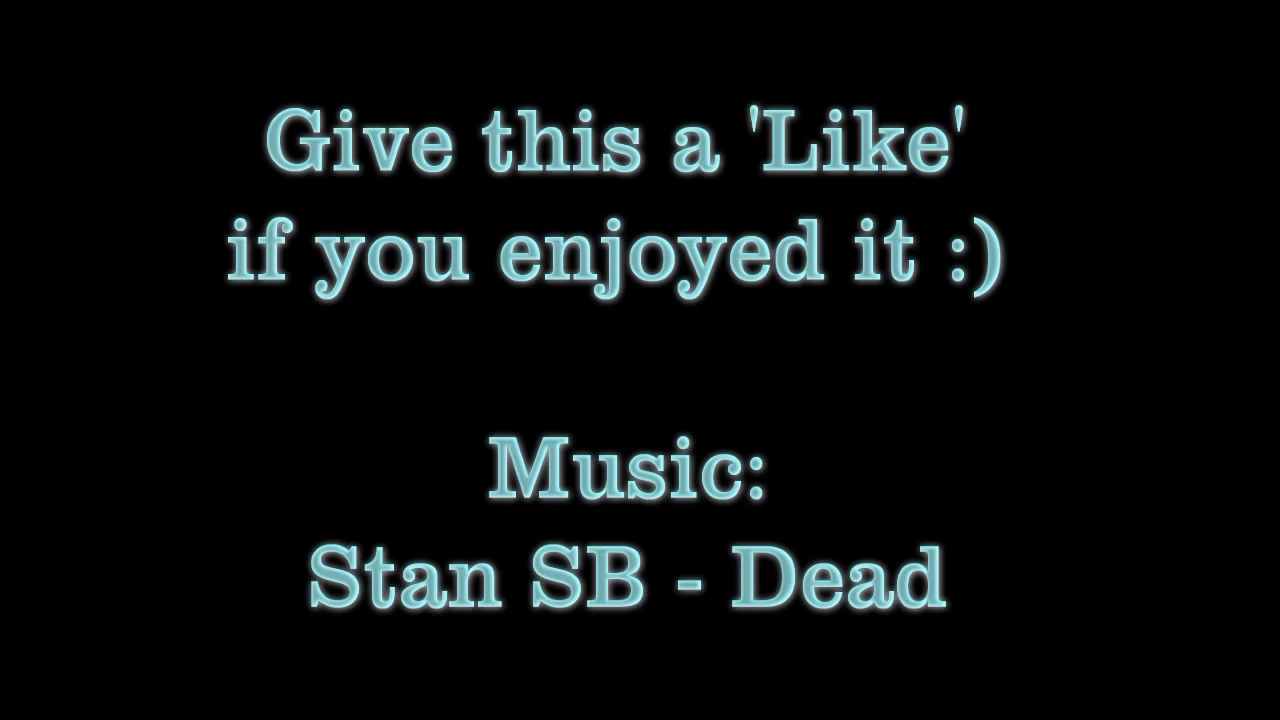 Give this a 'Like'
if you enjoyed it :)
Music:
Stan SB - Dead